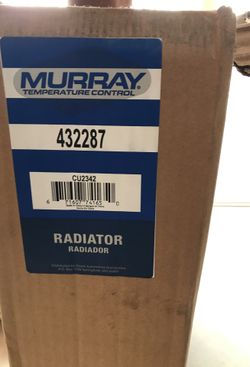 MURRAY®
TEMPERATURE CONTROL
432287
CU2342
RADIATOR
RADIADOR